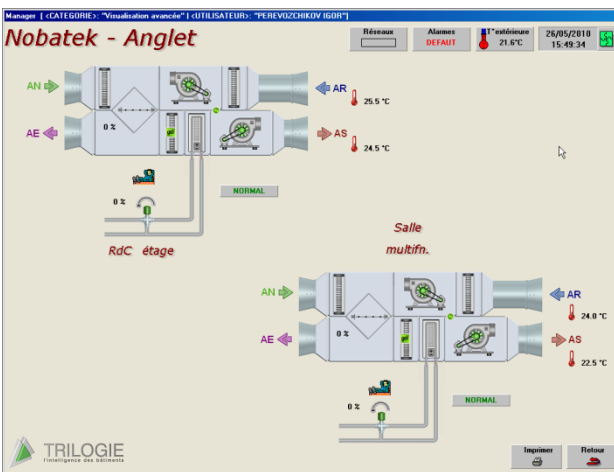 Manager [ <CATEGORIE>: "Visualisation avancée" | <UTILISATEUR>: "PEREVOZCHIKOV IGOR"]
Nobatek - Anglet
Réseaux
Alarmes
DEFAUT
T°extérieure
21.6°C
26/05/2010
15:49:34
AN
AR
25.5 °C
AE
0 %
AS
24.5 °C
NORMAL
0 %
RdC étage
Salle
multifn.
AN
AR
24.0 °C
AE
0 %
AS
22.5 °C
NORMAL
0 %
TRILOGIE
l'intelligence des bâtiments
Imprimer
Retour